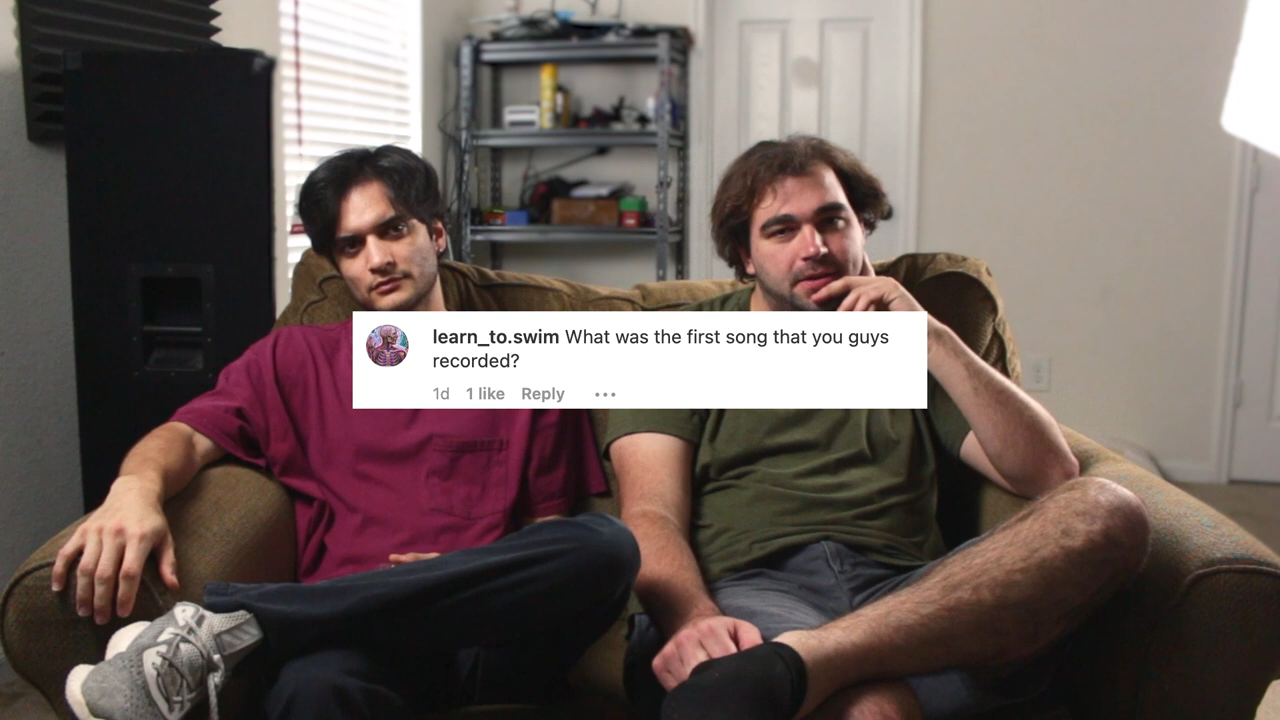 learn_to.swim What was the first song that you guys
recorded?
1d 1 like Reply ...